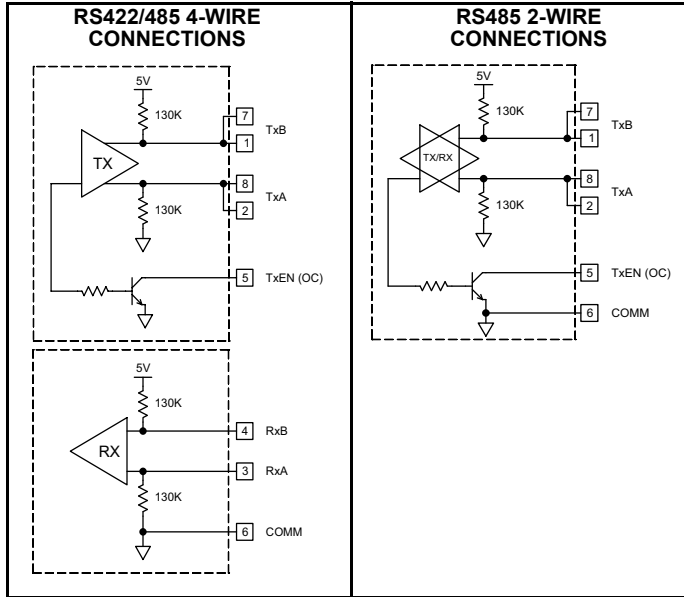 RS422/485 4-WIRE
CONNECTIONS
5V
130K
7
TxB
1
TX
8
TxA
130K
2
5
TxEN (OC)
5V
130K
4
RxB
RX
3
RxA
130K
6
COMM
RS485 2-WIRE
CONNECTIONS
5V
130K
7
TxB
1
TX/RX
8
TxA
130K
2
5
TxEN (OC)
6
COMM